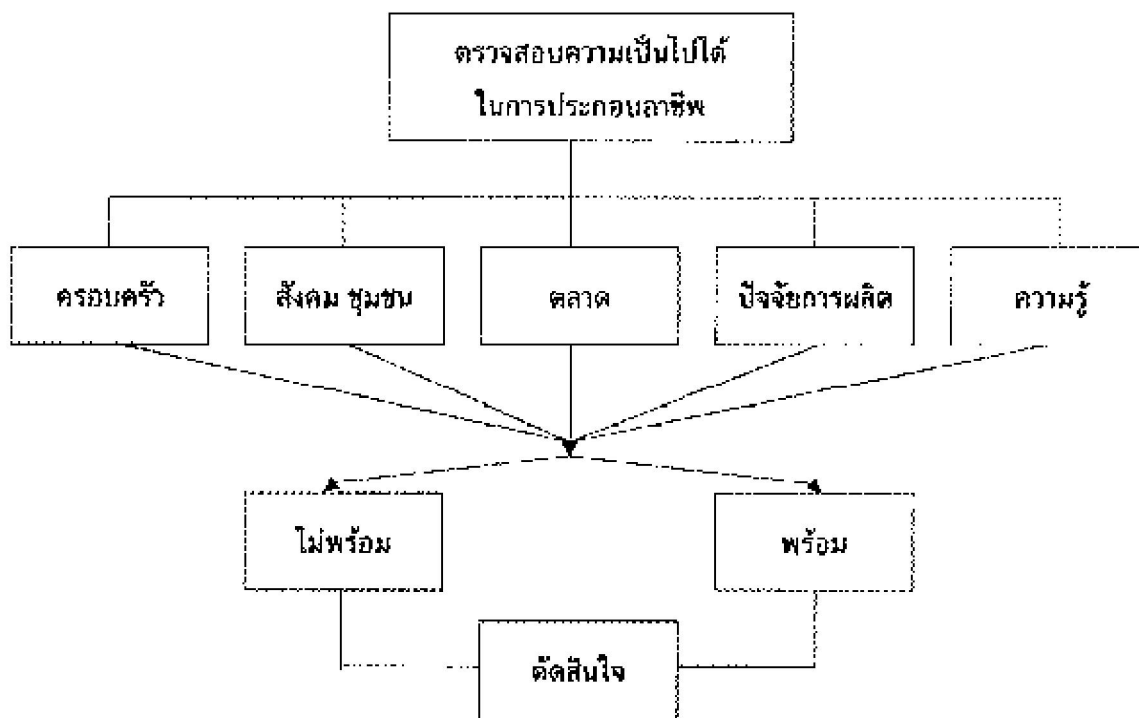 ตรวจสอบความเป็นไปได้
ในการประกอบอาชีพ
ครอบครัว
สังคม ชุมชน
ตลาด
ปัจจัยการผลิต
ความรู้
ไม่พร้อม
พร้อม
ตัดสินใจ